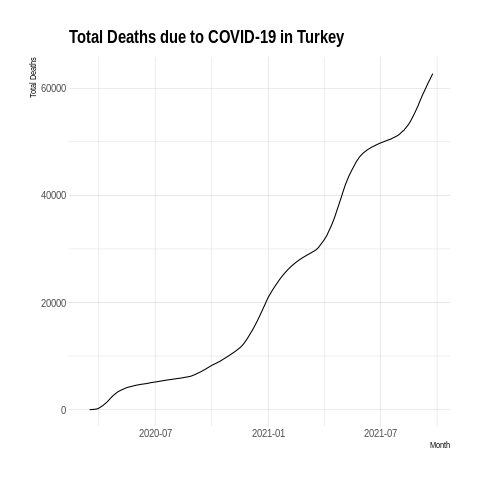 Total Deaths due to COVID-19 in Turkey
Total Deaths
60000
40000
20000
0
2020-07 2021-01 2021-07
Month